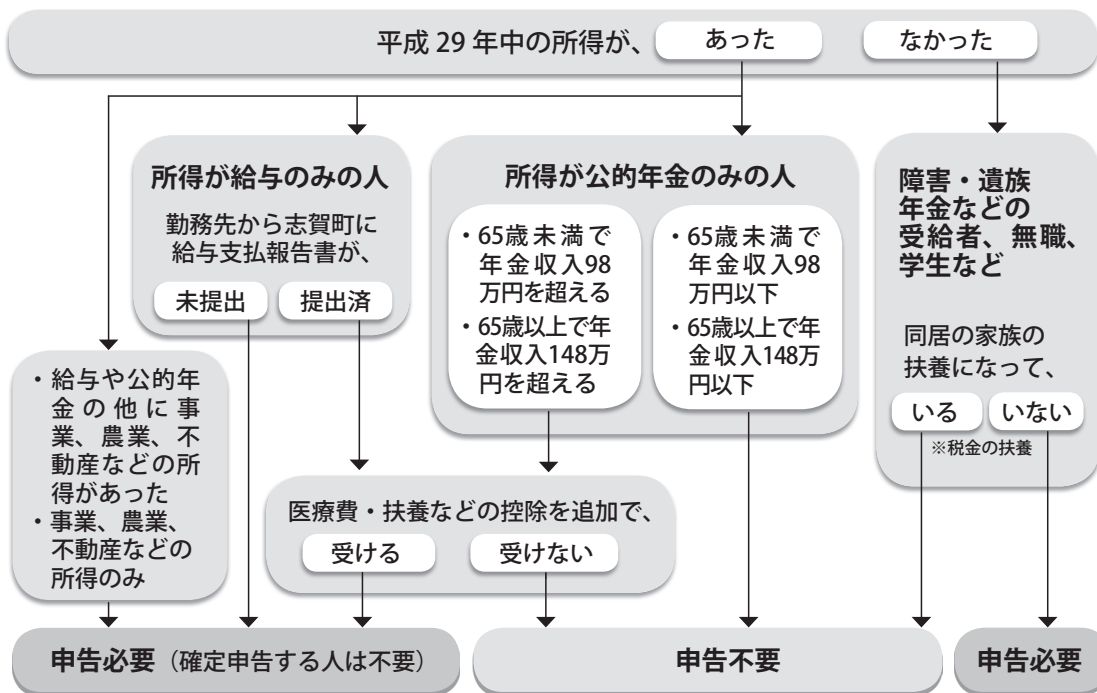 平成 29 年中の所得が、 あった なかった
所得が給与のみの人
勤務先から志賀町に
給与支払報告書が、
未提出 提出済
所得が公的年金のみの人
・65歳未満で
年金収入98
万円を超える
・65歳以上で年
金収入148万
円を超える
・65歳未満で
年金収入98
万円以下
・65歳以上で年
金収入148万
円以下
障害・遺族
年金などの
受給者、無職、
学生など
同居の家族の
扶養になって、
いる いない
※税金の扶養
・給与や公的年
金の他に事
業、農業、不
動産などの所
得があった
・事業、農業、
不動産などの
所得のみ
医療費・扶養などの控除を追加で、
受ける 受けない
申告必要（確定申告する人は不要）
申告不要
申告必要